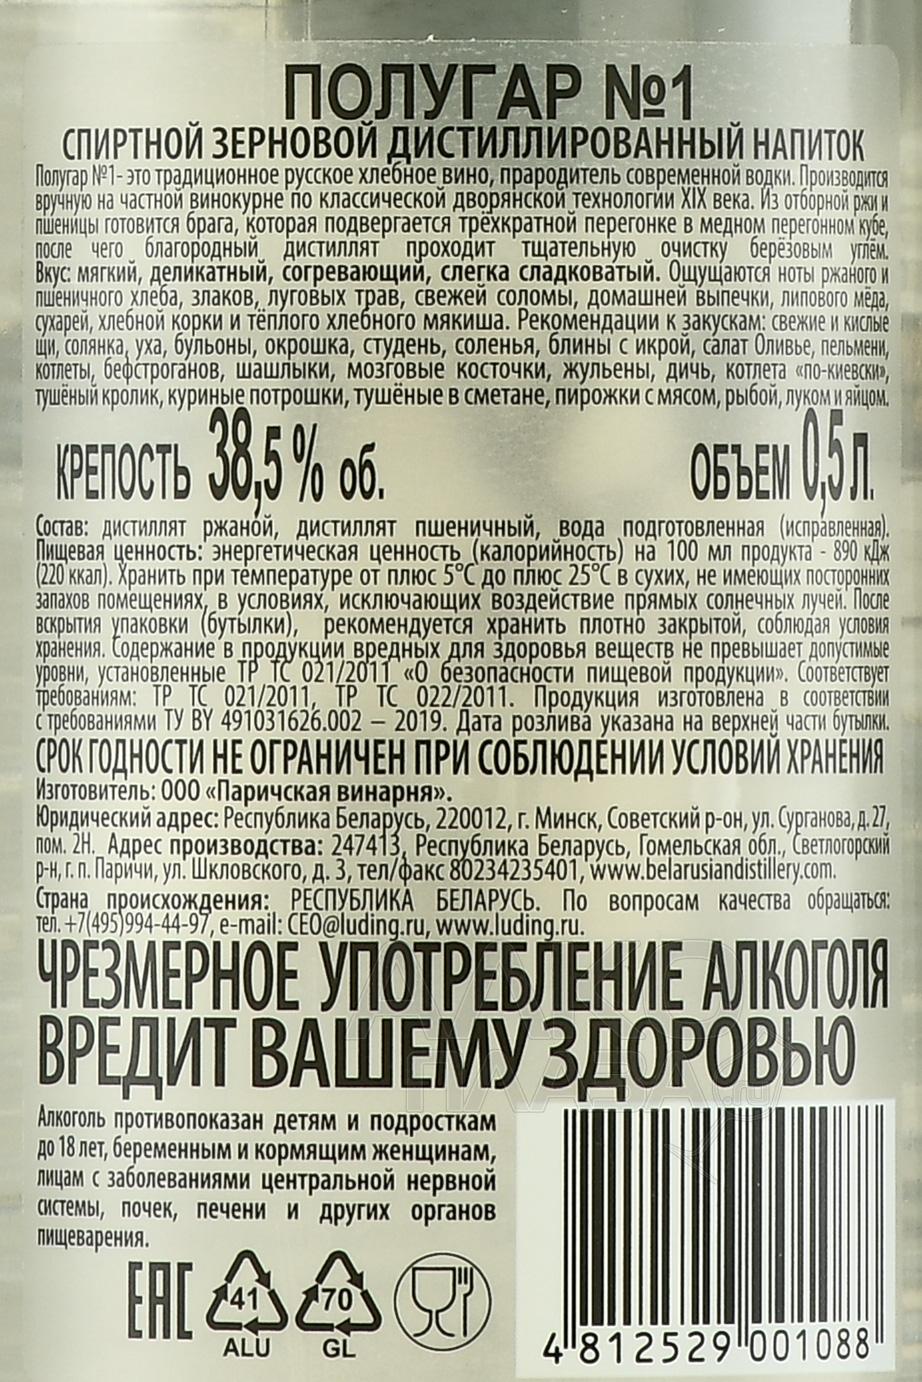 ПОЛУГАР №1
СПИРТНОЙ ЗЕРНОВОЙ ДИСТИЛЛИРОВАННЫЙ НАПИТОК
Полугар №1- это традиционное русское хлебное вино, прародитель современной водки. Производится
вручную на частной винокурне по классической дворянской технологии XIX века. Из отборной ржи и
пшеницы готовится брага, которая подвергается трёхкратной перегонке в медном перегонном кубе,
после чего благородный дистиллят проходит тщательную очистку берёзовым углём.
Вкус: мягкий, деликатный, согревающий, слегка сладковатый. Ощущаются ноты ржаного и
пшеничного хлеба, злаков, луговых трав, свежей соломы, домашней выпечки, липового мёда,
сухарей, хлебной корки и тёплого хлебного мякиша. Рекомендации к закускам: свежие и кислые
щи, солянка, уха, бульоны, окрошка, студень, соленья, блины с икрой, салат Оливье, пельмени,
котлеты, бефстроганов, шашлыки, мозговые косточки, жульены, дичь, котлета «по-киевски»,
тушёный кролик, куриные потрошки, тушёные в сметане, пирожки с мясом, рыбой, луком и яйцом.
КРЕПОСТЬ 38,5 % об. ОБЪЕМ 0,5 Л.
Состав: дистиллят ржаной, дистиллят пшеничный, вода подготовленная (исправленная).
Пищевая ценность: энергетическая ценность (калорийность) на 100 мл продукта - 890 кДж
(220 ккал). Хранить при температуре от плюс 5°С до плюс 25°С в сухих, не имеющих посторонних
запахов помещениях, в условиях, исключающих воздействие прямых солнечных лучей. После
вскрытия упаковки (бутылки), рекомендуется хранить плотно закрытой, соблюдая условия
хранения. Содержание в продукции вредных для здоровья веществ не превышает допустимые
уровни, установленные ТР ТС 021/2011 «О безопасности пищевой продукции». Соответствует
требованиям: ТР ТС 021/2011, ТР ТС 022/2011. Продукция изготовлена в соответствии
с требованиями ТУ BY 491031626.002 – 2019. Дата розлива указана на верхней части бутылки.
СРОК ГОДНОСТИ НЕ ОГРАНИЧЕН ПРИ СОБЛЮДЕНИИ УСЛОВИЙ ХРАНЕНИЯ
Изготовитель: ООО «Паричская винарня».
Юридический адрес: Республика Беларусь, 220012, г. Минск, Советский р-он, ул. Сурганова, д. 27,
пом. 2Н. Адрес производства: 247413, Республика Беларусь, Гомельская обл., Светлогорский
р-н, г. п. Паричи, ул. Шкловского, д. 3, тел/факс 80234235401, www.belarusiandistillery.com.
Страна происхождения: РЕСПУБЛИКА БЕЛАРУСЬ. По вопросам качества обращаться:
тел. +7(495)994-44-97, e-mail: CEO@luding.ru, www.luding.ru.
ЧРЕЗМЕРНОЕ УПОТРЕБЛЕНИЕ АЛКОГОЛЯ
ВРЕДИТ ВАШЕМУ ЗДОРОВЬЮ
Алкоголь противопоказан детям и подросткам
до 18 лет, беременным и кормящим женщинам,
лицам с заболеваниями центральной нервной
системы, почек, печени и других органов
пищеварения.
ЕАС 41 70
ALU GL
4 812529 001088